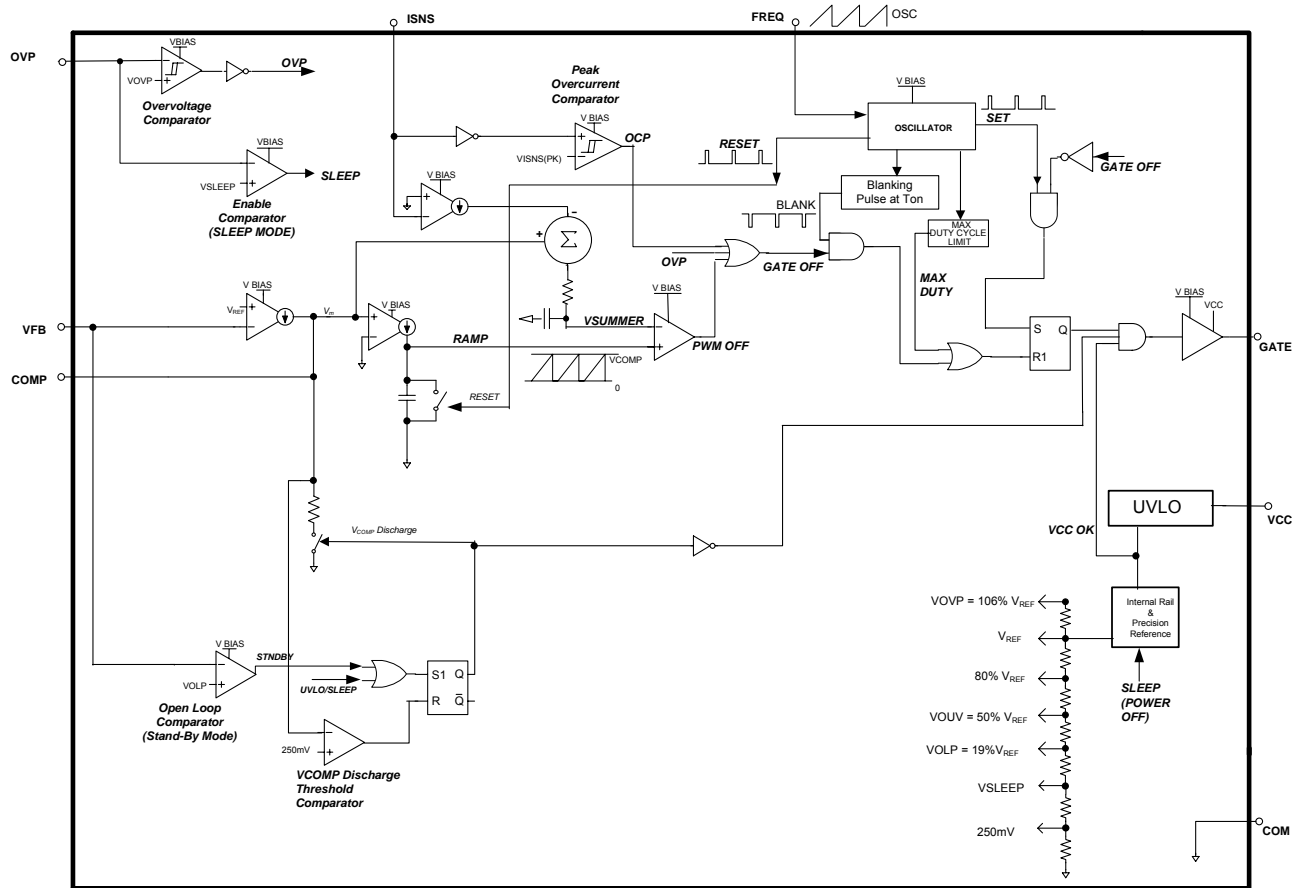 ISNS
FREQ
OSC
OVP
VBIAS
VOVP
OVP
Overvoltage
Comparator
VBIAS
VSLEEP
SLEEP
Enable
Comparator
(SLEEP MODE)
Peak
Overcurrent
Comparator
V BIAS
OCP
VISNS(PK)
V BIAS
V BIAS
OSCILLATOR
SET
RESET
GATE OFF
Blanking
Pulse at Ton
BLANK
MAX
DUTY CYCLE
LIMIT
Σ
OVP
GATE OFF
MAX
DUTY
V BIAS
VREF
Vm
V BIAS
VFB
COMP
RAMP
VSUMMER
V BIAS
PWM OFF
VCOMP
0
RESET
S
Q
R1
V BIAS
VCC
GATE
VCOMP Discharge
UVLO
VCC
VCC OK
V BIAS
VOLP
STNDBY
UVLO/SLEEP
S1
Q
R
Q
Open Loop
Comparator
(Stand-By Mode)
250mV
VCOMP Discharge
Threshold
Comparator
VOVP = 106% VREF
VREF
80% VREF
VOUV = 50% VREF
VOLP = 19%VREF
VSLEEP
250mV
Internal Rail
&
Precision
Reference
SLEEP
(POWER
OFF)
COM